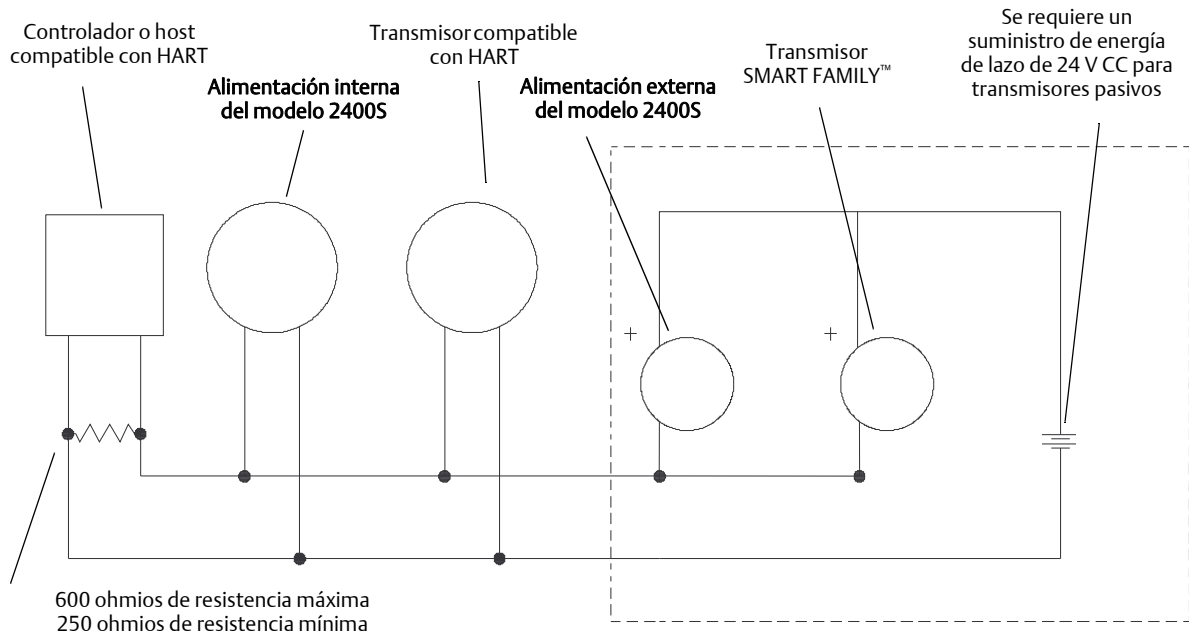 Controlador o host
compatible con HART
Alimentación interna
del modelo 2400S
Transmisor compatible
con HART
Alimentación externa
del modelo 2400S
Transmisor
SMART FAMILY™
Se requiere un
suministro de energía
de lazo de 24 V CC para
transmisores pasivos
+
+
600 ohmios de resistencia máxima
250 ohmios de resistencia mínima